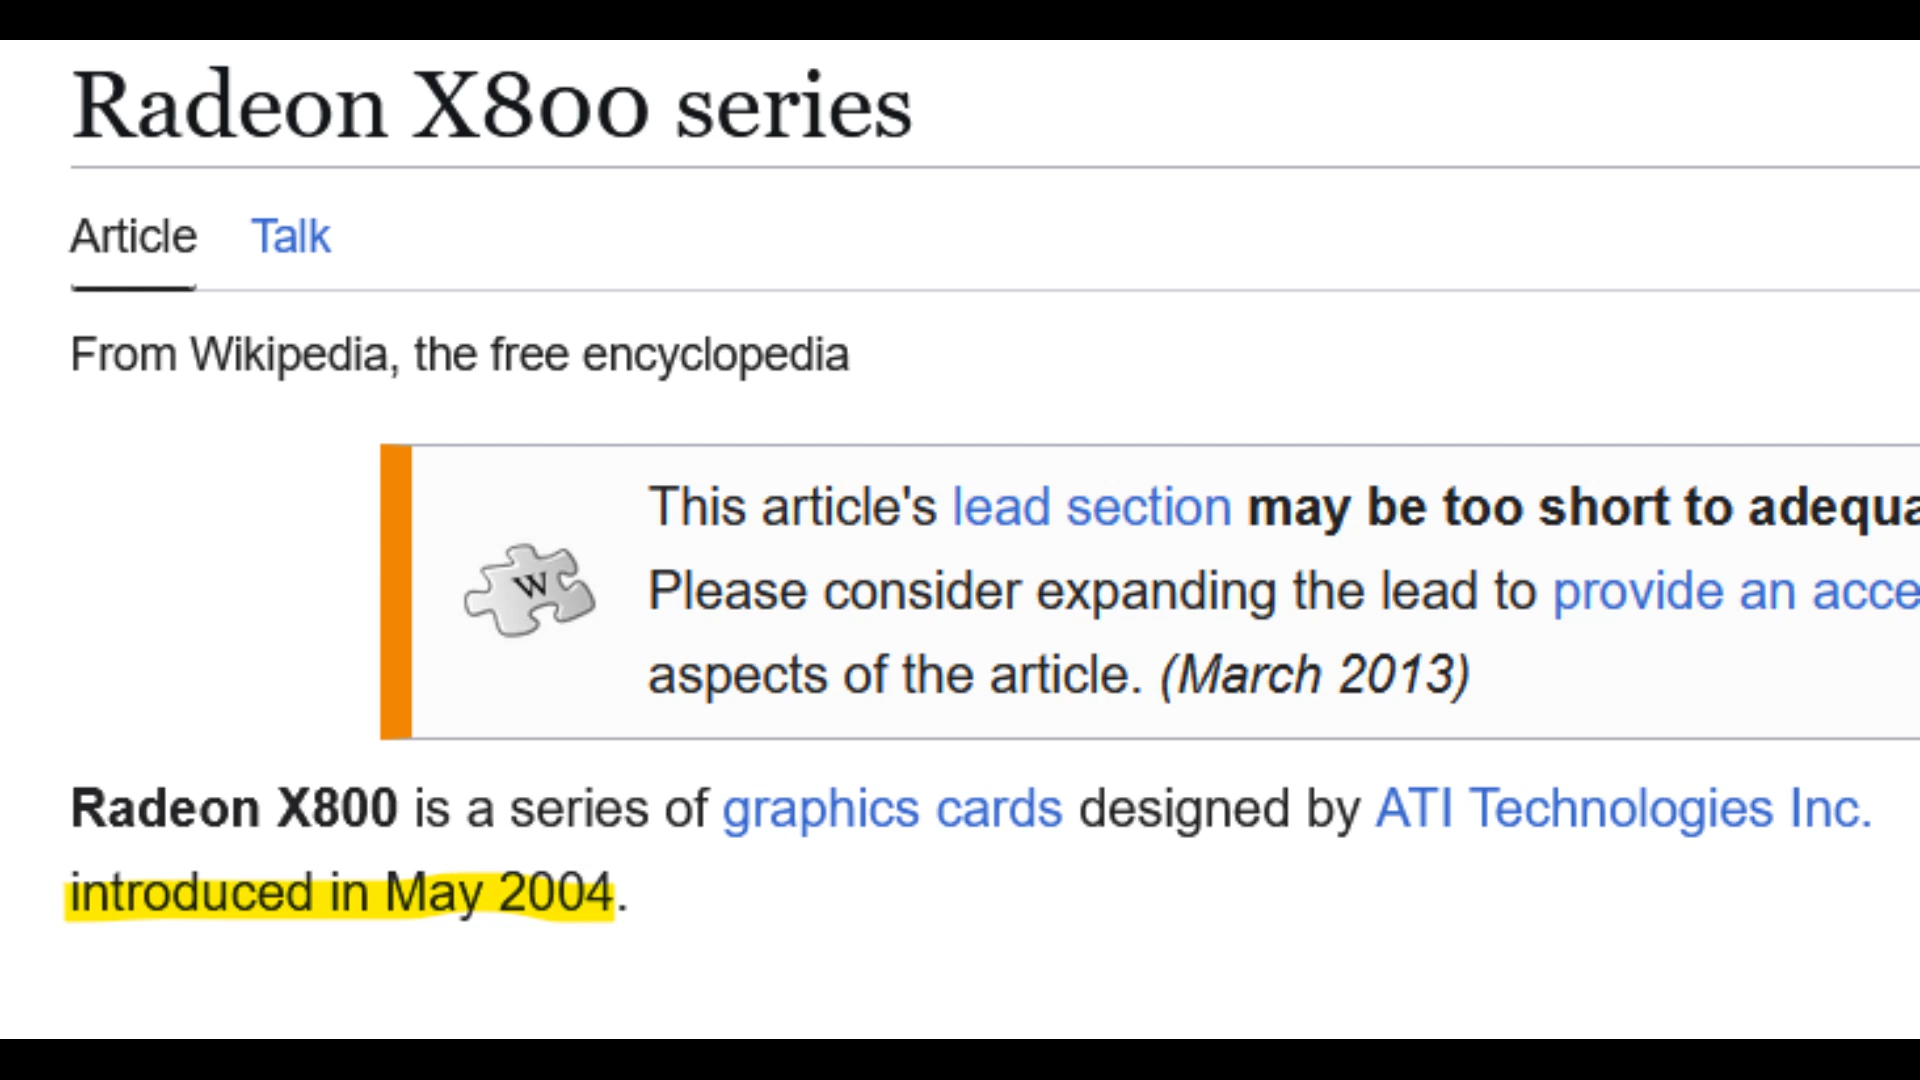 Radeon X800 series
Article Talk
From Wikipedia, the free encyclopedia
This article's lead section may be too short to
Please consider expanding the lead to provide an
aspects of the article. (March 2013)
W
Radeon X800 is a series of graphics cards designed by ATI Technologies Inc.
introduced in May 2004.